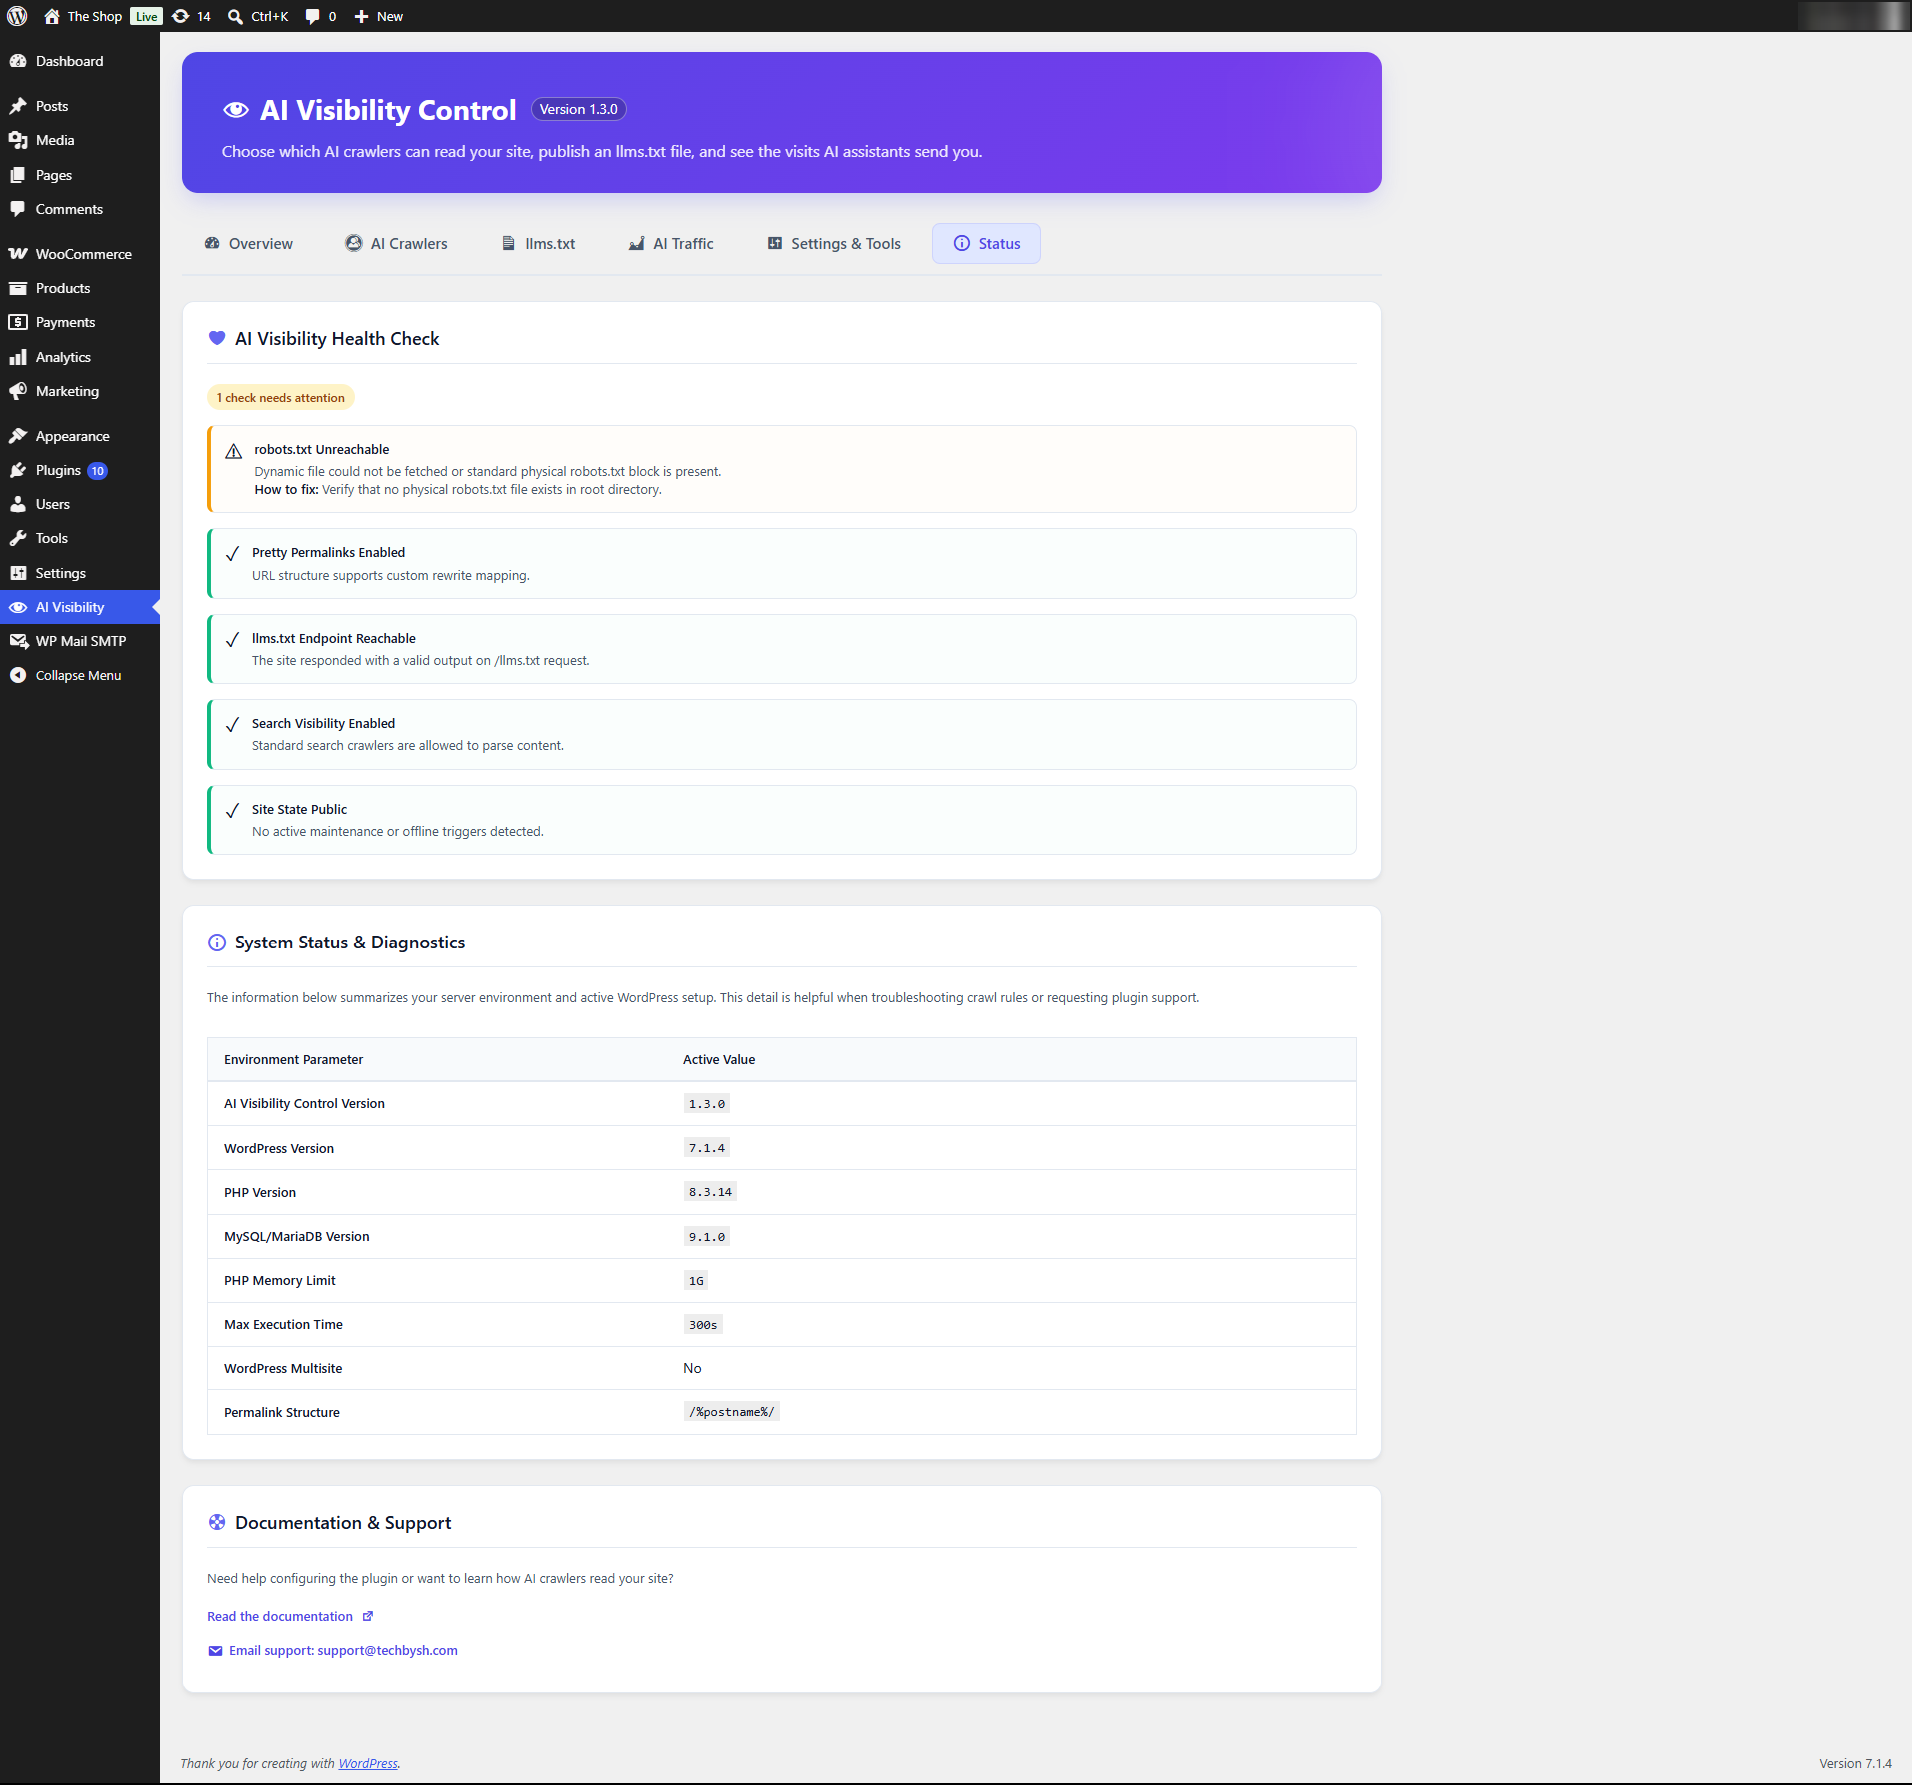 The Shop Live 14 Ctrl+K 0 New
Dashboard
Posts
Media
Pages
Comments
WooCommerce
Products
Payments
Analytics
Marketing
Appearance
Plugins 10
Users
Tools
Settings
AI Visibility
WP Mail SMTP
Collapse Menu
AI Visibility Control Version 1.3.0
Choose which AI crawlers can read your site, publish an llms.txt file, and see the visits AI assistants send you.
Overview AI Crawlers llms.txt AI Traffic Settings & Tools Status
AI Visibility Health Check
1 check needs attention
robots.txt Unreachable
Dynamic file could not be fetched or standard physical robots.txt block is present.
How to fix: Verify that no physical robots.txt file exists in root directory.
Pretty Permalinks Enabled
URL structure supports custom rewrite mapping.
llms.txt Endpoint Reachable
The site responded with a valid output on /llms.txt request.
Search Visibility Enabled
Standard search crawlers are allowed to parse content.
Site State Public
No active maintenance or offline triggers detected.
System Status & Diagnostics
The information below summarizes your server environment and active WordPress setup. This detail is helpful when troubleshooting crawl rules or requesting plugin support.
Environment Parameter Active Value
AI Visibility Control Version 1.3.0
WordPress Version 7.1.4
PHP Version 8.3.14
MySQL/MariaDB Version 9.1.0
PHP Memory Limit 1G
Max Execution Time 300s
WordPress Multisite No
Permalink Structure /%postname%/
Documentation & Support
Need help configuring the plugin or want to learn how AI crawlers read your site?
Read the documentation
Email support: support@techbysh.com
Thank you for creating with WordPress. Version 7.1.4